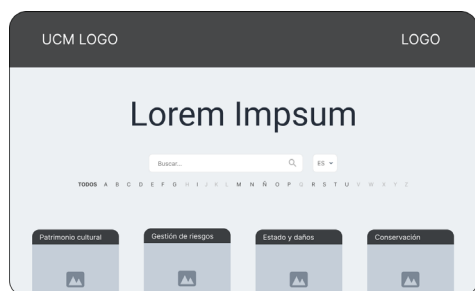 UCM LOGO LOGO
Lorem Impsum
Buscar... ES
TODOS A B C D E F G H I J K L M N Ñ O P Q R S T U V W X Y Z
Patrimonio cultural Gestión de riesgos Estado y daños Conservación